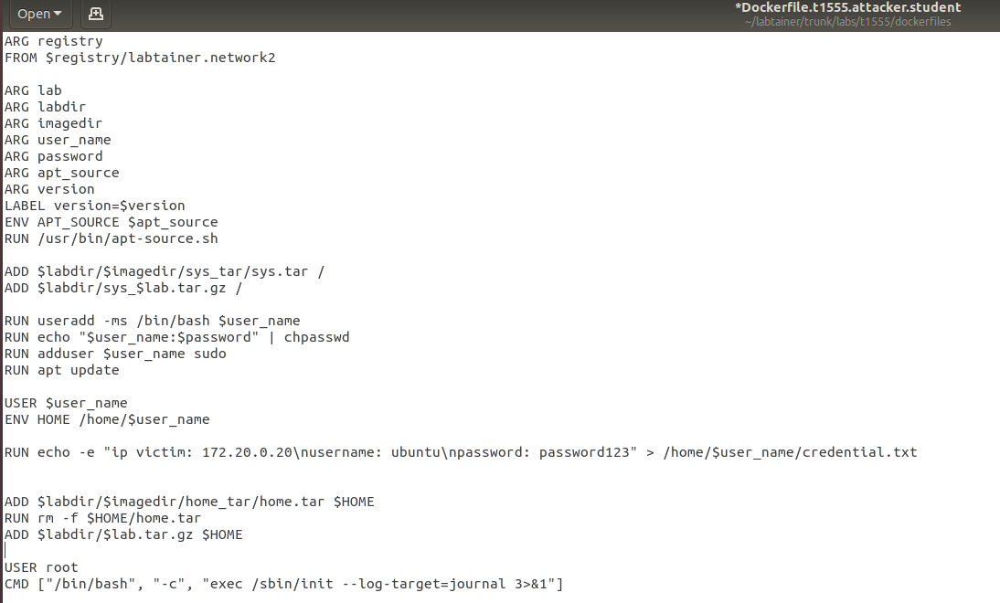 Open
*Dockerfile.t1555.attacker.student
~/labtainer/trunk/labs/t1555/dockerfiles
ARG registry
FROM $registry/labtainer.network2
ARG lab
ARG labdir
ARG imagedir
ARG user_name
ARG password
ARG apt_source
ARG version
LABEL version=$version
ENV APT_SOURCE $apt_source
RUN /usr/bin/apt-source.sh
ADD $labdir/$imagedir/sys_tar/sys.tar /
ADD $labdir/sys_$lab.tar.gz /
RUN useradd -ms /bin/bash $user_name
RUN echo "$user_name:$password" | chpasswd
RUN adduser $user_name sudo
RUN apt update
USER $user_name
ENV HOME /home/$user_name
RUN echo -e "ip victim: 172.20.0.20\nusername: ubuntu\npassword: password123" > /home/$user_name/credential.txt
ADD $labdir/$imagedir/home_tar/home.tar $HOME
RUN rm -f $HOME/home.tar
ADD $labdir/$lab.tar.gz $HOME
USER root
CMD ["/bin/bash", "-c", "exec /sbin/init --log-target=journal 3>&1"]